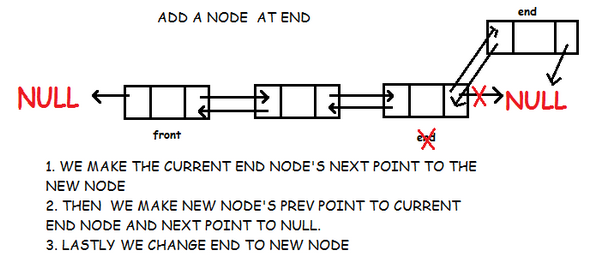 ADD A NODE AT END
end
NULL
NULL
front
end
1. WE MAKE THE CURRENT END NODE'S NEXT POINT TO THE
NEW NODE
2. THEN WE MAKE NEW NODE'S PREV POINT TO CURRENT
END NODE AND NEXT POINT TO NULL.
3. LASTLY WE CHANGE END TO NEW NODE